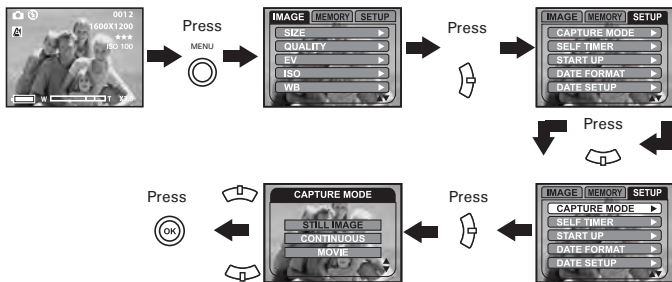 0012
1600X1200
★★★
ISO 100
W T X2.0
Press
MENU
IMAGE MEMORY SETUP
SIZE
QUALITY
EV
ISO
WB
Press
IMAGE MEMORY SETUP
CAPTURE MODE
SELF TIMER
START UP
DATE FORMAT
DATE SETUP
Press
IMAGE MEMORY SETUP
CAPTURE MODE
SELF TIMER
START UP
DATE FORMAT
DATE SETUP
Press
CAPTURE MODE
STILL IMAGE
CONTINUOUS
MOVIE
Press
OK